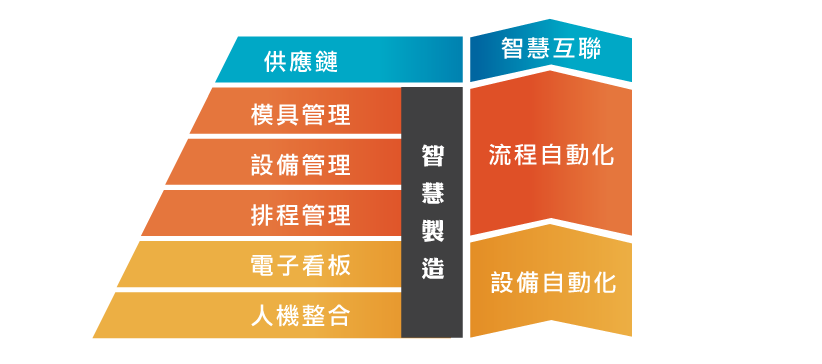 供應鏈
模具管理
設備管理
排程管理
電子看板
人機整合
智慧製造
智慧互聯
流程自動化
設備自動化